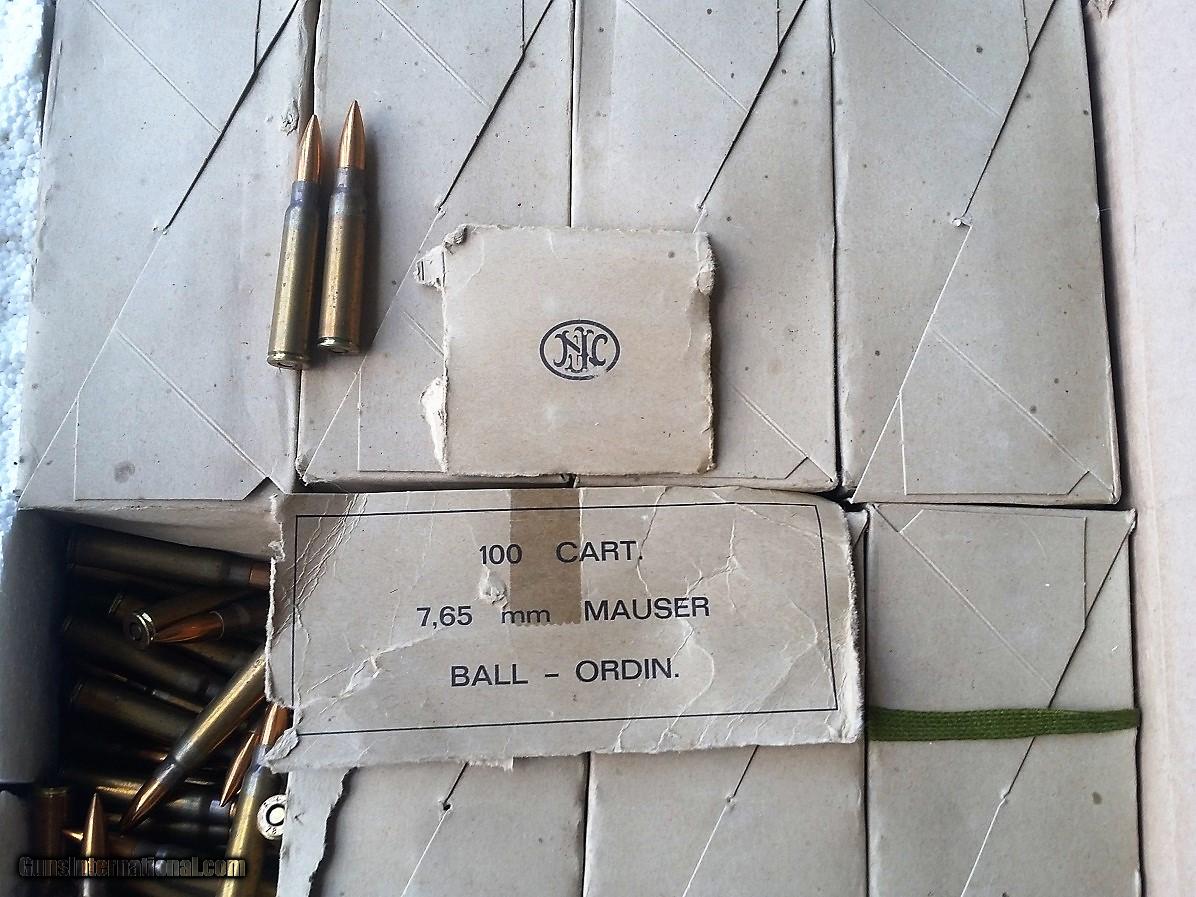 100 CART.
7,65 mm MAUSER
BALL - ORDIN.
GunsInternational.com